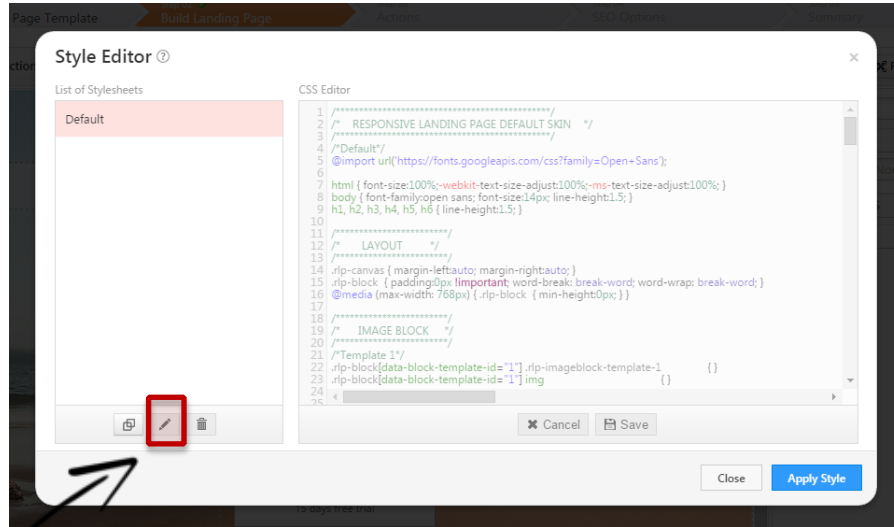 Page Template
Build Landing Page
Actions
SEO Options
Summary
Style Editor
List of Stylesheets
Default
CSS Editor
1 /************************************************/
2 /* RESPONSIVE LANDING PAGE DEFAULT SKIN */
3 /************************************************/
4 /*Default*/
5 @import url('https://fonts.googleapis.com/css?family=Open+Sans');
6
7 html { font-size:100%;-webkit-text-size-adjust:100%;-ms-text-size-adjust:100%; }
8 body { font-family:open sans; font-size:14px; line-height:1.5; }
9 h1, h2, h3, h4, h5, h6 { line-height:1.5; }
10
11 /************************/
12 /* LAYOUT */
13 /************************/
14 .rlp-canvas { margin-left:auto; margin-right:auto; }
15 .rlp-block { padding:0px !important; word-break: break-word; word-wrap: break-word; }
16 @media (max-width: 768px) { .rlp-block { min-height:0px; } }
17
18 /************************/
19 /* IMAGE BLOCK */
20 /************************/
21 /*Template 1*/
22 .rlp-block[data-block-template-id="1"] .rlp-imageblock-template-1 {}
23 .rlp-block[data-block-template-id="1"] img {}
24
25
Cancel
Save
Close
Apply Style
15 days free trial